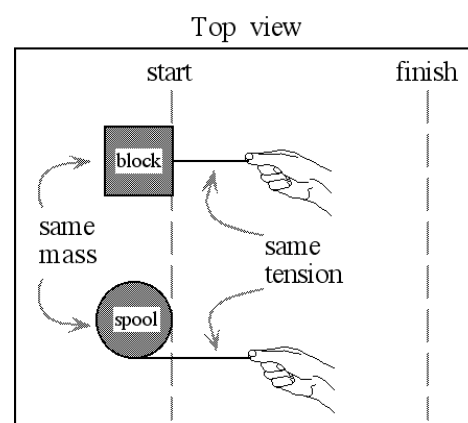 Top view
start
finish
block
same
mass
same
tension
spool